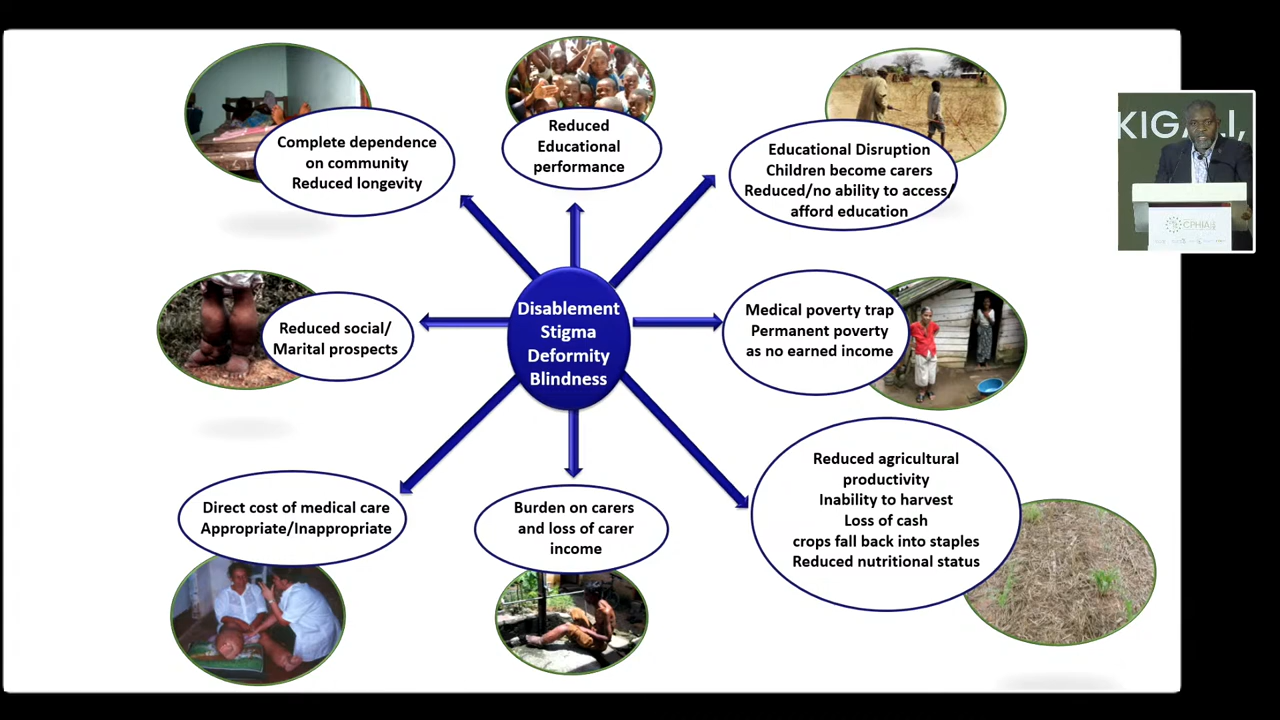 Complete dependence
on community
Reduced longevity
Reduced
Educational
performance
Educational Disruption
Children become carers
Reduced/no ability to access/
afford education
KIGALI,
CPHIA
Reduced social/
Marital prospects
Disablement
Stigma
Deformity
Blindness
Medical poverty trap
Permanent poverty
as no earned income
Direct cost of medical care
Appropriate/Inappropriate
Burden on carers
and loss of carer
income
Reduced agricultural
productivity
Inability to harvest
Loss of cash
crops fall back into staples
Reduced nutritional status